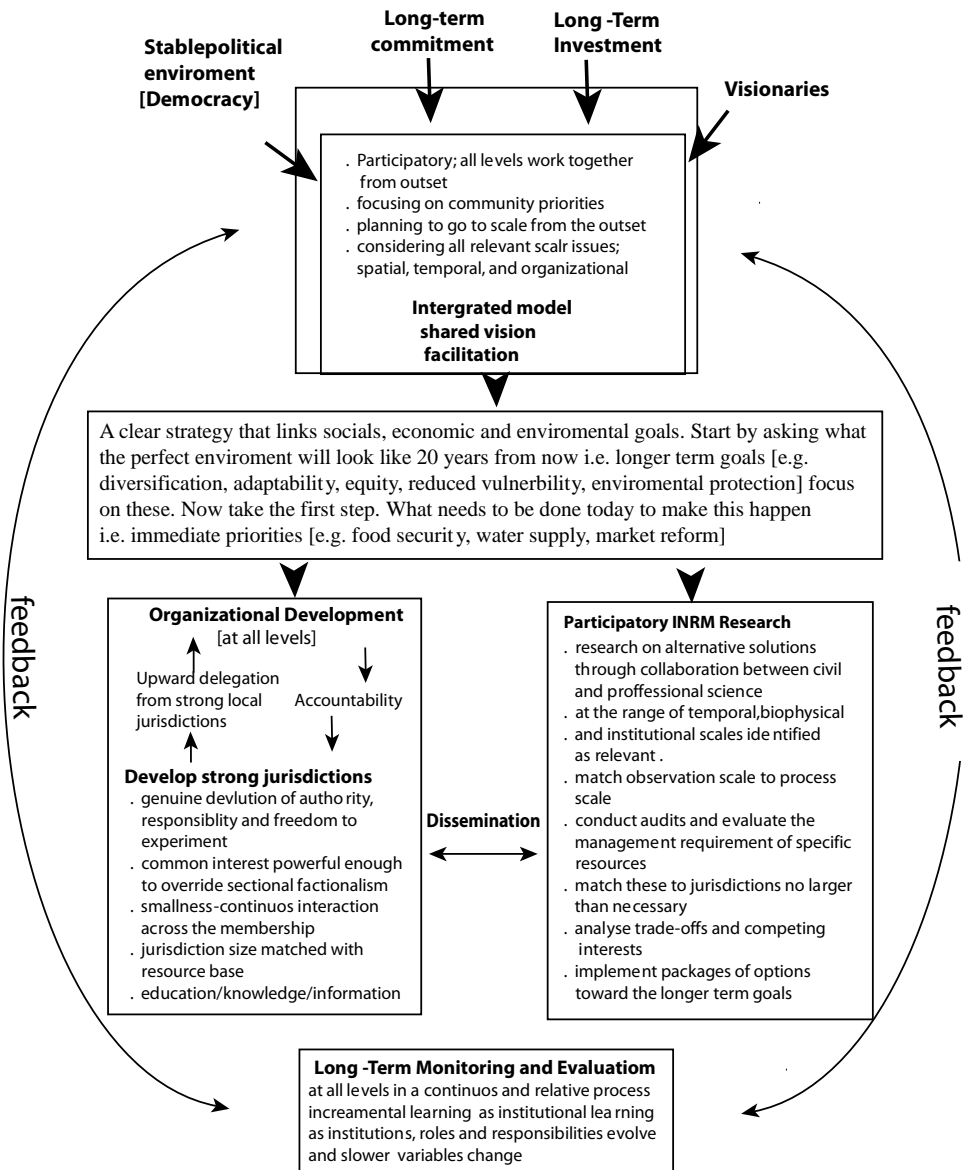 Stablepolitical
enviroment
[Democracy]
Long-term
commitment
Long -Term
Investment
Visionaries
. Participatory; all levels work together
from outset
. focusing on community priorities
. planning to go to scale from the outset
. considering all relevant scalr issues;
spatial, temporal, and organizational
Intergrated model
shared vision
facilitation
A clear strategy that links socials, economic and enviromental goals. Start by asking what
the perfect enviroment will look like 20 years from now i.e. longer term goals [e.g.
diversification, adaptability, equity, reduced vulnerbility, enviromental protection] focus
on these. Now take the first step. What needs to be done today to make this happen
i.e. immediate priorities [e.g. food security, water supply, market reform]
feedback
Organizational Development
[at all levels]
Upward delegation
from strong local
jurisdictions
Accountability
Develop strong jurisdictions
. genuine devlution of authority,
responsiblity and freedom to
experiment
. common interest powerful enough
to override sectional factionalism
. smallness-continuos interaction
across the membership
. jurisdiction size matched with
resource base
. education/knowledge/information
Dissemination
Participatory INRM Research
. research on alternative solutions
through collaboration between civil
and proffessional science
. at the range of temporal,biophysical
. and institutional scales identified
as relevant .
. match observation scale to process
scale
. conduct audits and evaluate the
management requirement of specific
resources
. match these to jurisdictions no larger
than necessary
. analyse trade-offs and competing
interests
. implement packages of options
toward the longer term goals
feedback
Long -Term Monitoring and Evaluatiom
at all levels in a continuos and relative process
increamental learning as institutional learning
as institutions, roles and responsibilities evolve
and slower variables change